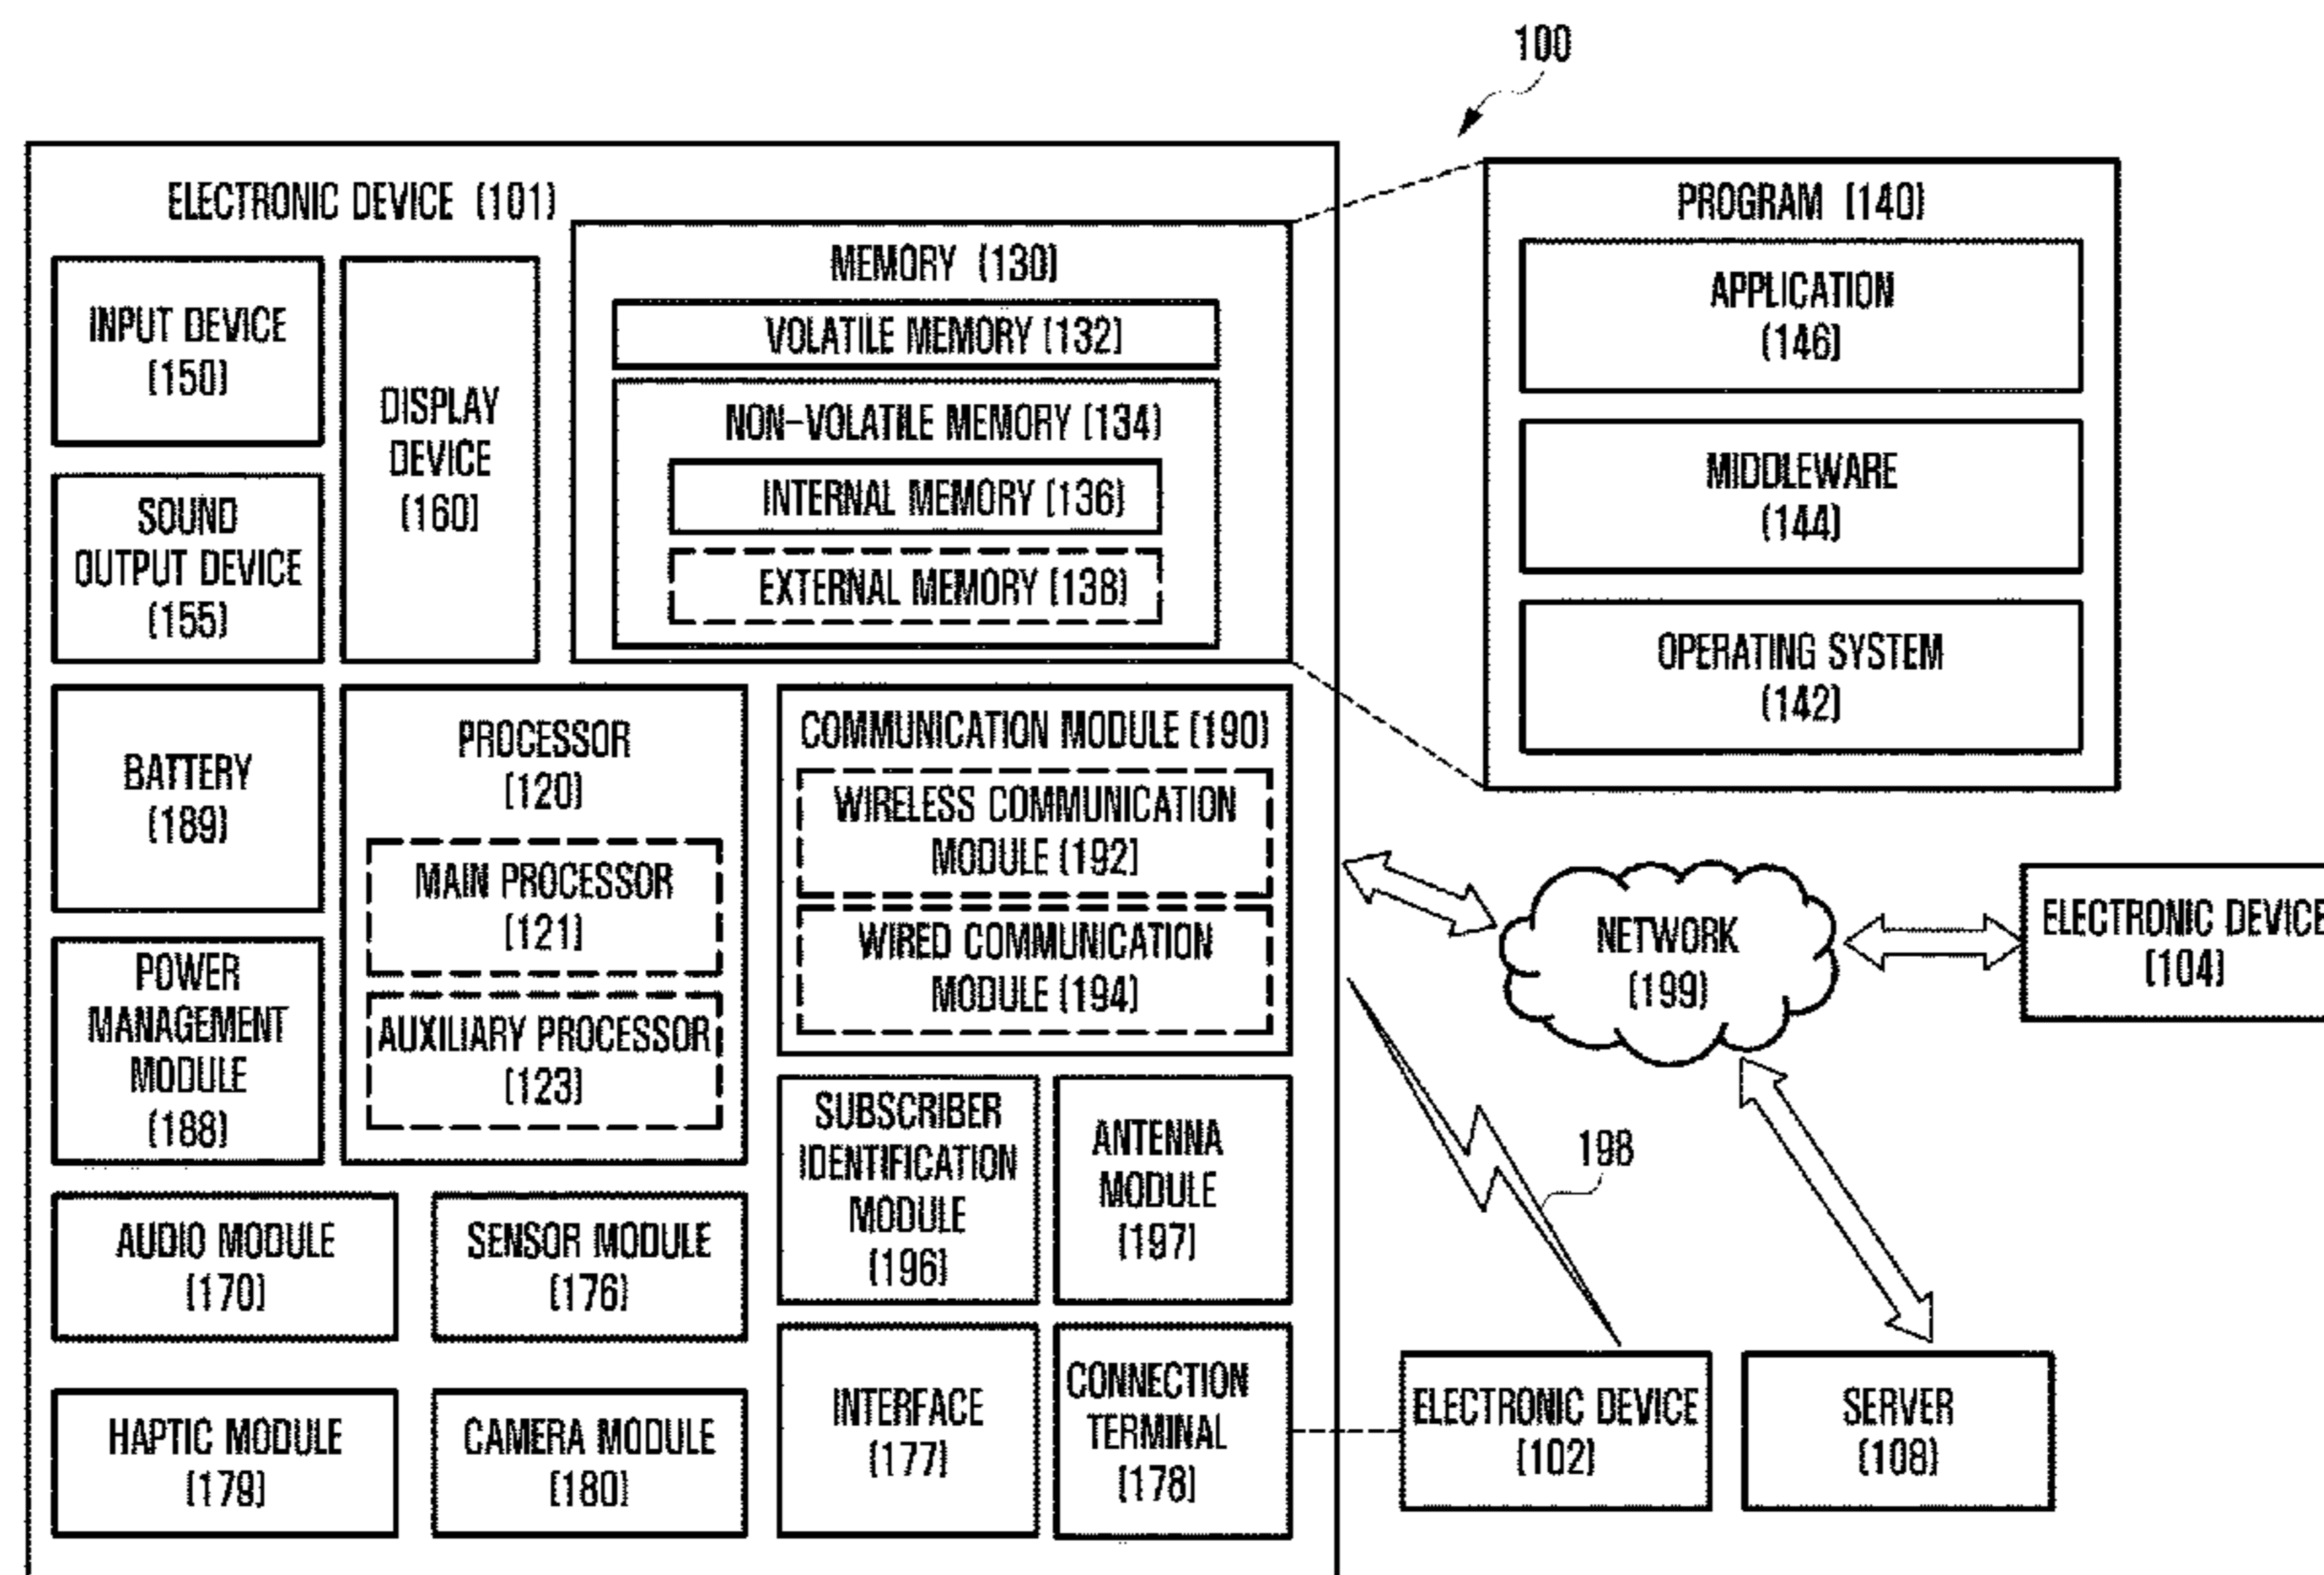 100
ELECTRONIC DEVICE (101)
INPUT DEVICE
(150)
DISPLAY
DEVICE
(160)
SOUND
OUTPUT DEVICE
(155)
MEMORY (130)
VOLATILE MEMORY (132)
NON-VOLATILE MEMORY (134)
INTERNAL MEMORY (136)
EXTERNAL MEMORY (138)
PROGRAM (140)
APPLICATION
(146)
MIDDLEWARE
(144)
OPERATING SYSTEM
(142)
BATTERY
(189)
POWER
MANAGEMENT
MODULE
(188)
PROCESSOR
(120)
MAIN PROCESSOR
(121)
AUXILIARY PROCESSOR
(123)
COMMUNICATION MODULE (190)
WIRELESS COMMUNICATION
MODULE (192)
WIRED COMMUNICATION
MODULE (194)
SUBSCRIBER
IDENTIFICATION
MODULE
(196)
ANTENNA
MODULE
(197)
AUDIO MODULE
(170)
SENSOR MODULE
(176)
HAPTIC MODULE
(179)
CAMERA MODULE
(180)
INTERFACE
(177)
CONNECTION
TERMINAL
(178)
NETWORK
(199)
ELECTRONIC DEVICE
(104)
198
ELECTRONIC DEVICE
(102)
SERVER
(108)